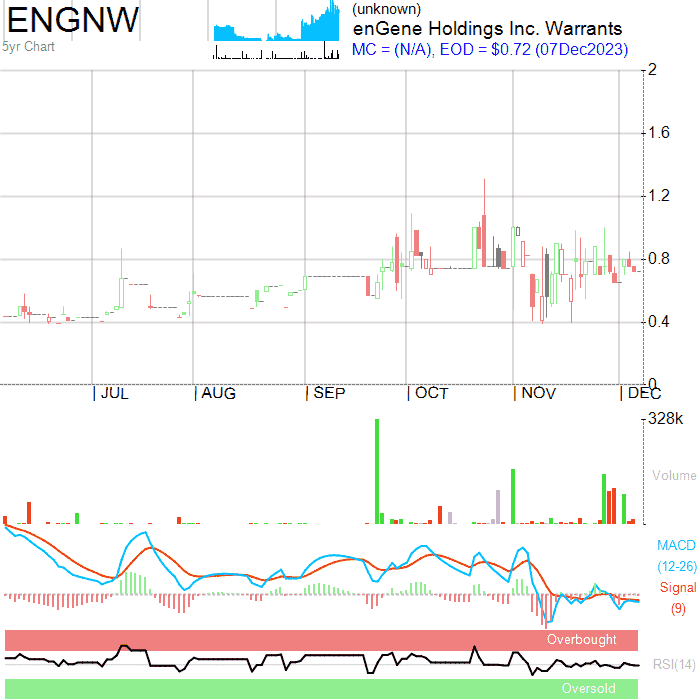 ENGNW
(unknown)
enGene Holdings Inc. Warrants
5yr Chart
MC = (N/A), EOD = $0.72 (07Dec2023)
2
1.6
1.2
0.8
0.4
0
JUL
AUG
SEP
OCT
NOV
DEC
328k
Volume
MACD
(12-26)
Signal
(9)
Overbought
RSI(14)
Oversold